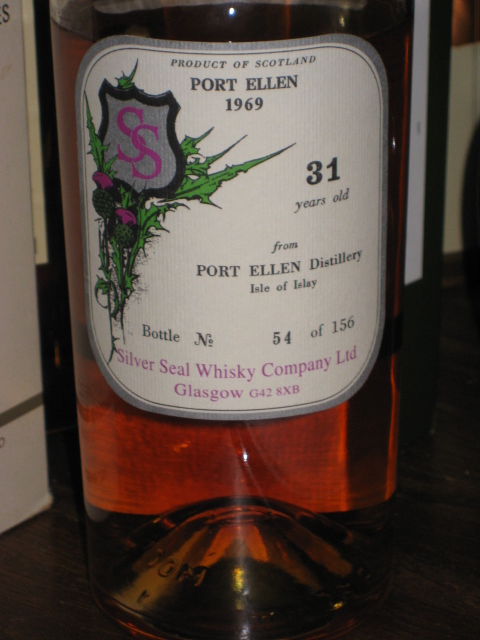 PRODUCT OF SCOTLAND
PORT ELLEN
1969
SS
31
years old
from
PORT ELLEN Distillery
Isle of Islay
Bottle № 54 of 156
Silver Seal Whisky Company Ltd
Glasgow G42 8XB